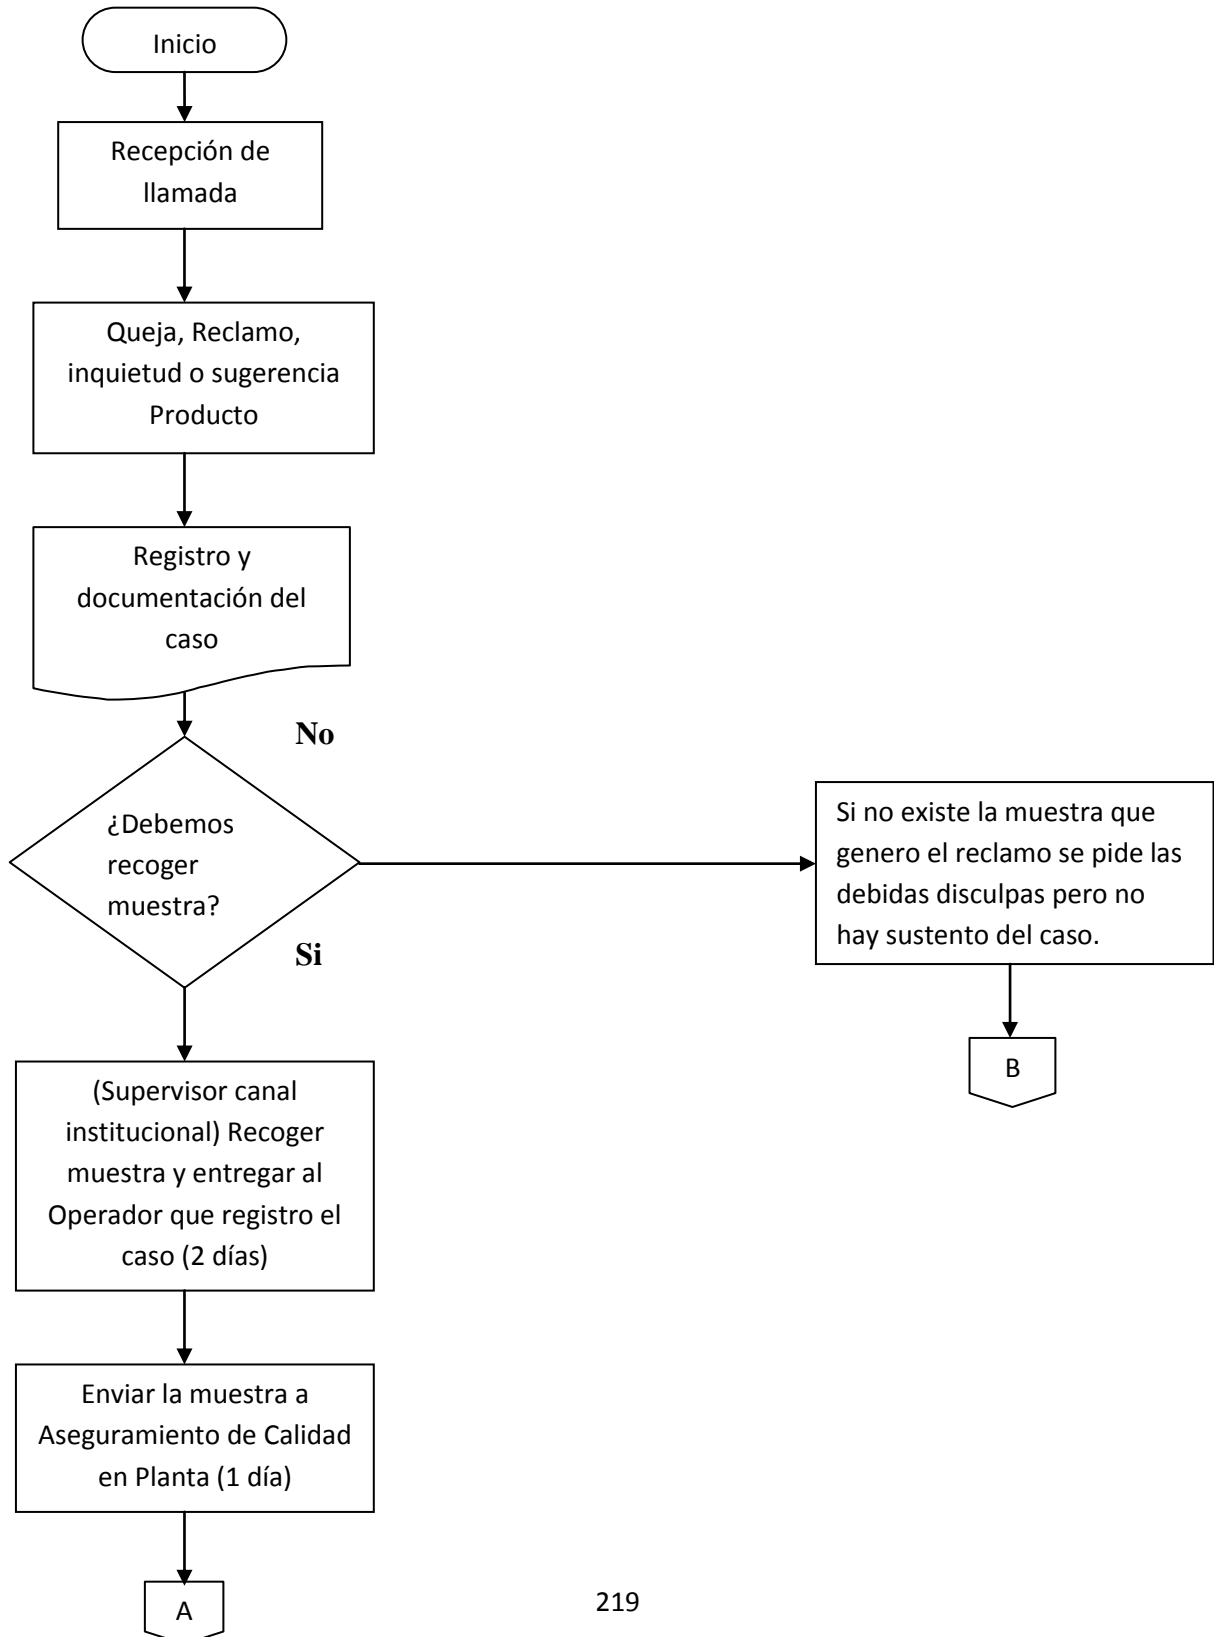 Inicio
Recepción de
llamada
Queja, Reclamo,
inquietud o sugerencia
Producto
Registro y
documentación del
caso
No
¿Debemos
recoger
muestra?
Si
Si no existe la muestra que
genero el reclamo se pide las
debidas disculpas pero no
hay sustento del caso.
B
(Supervisor canal
institucional) Recoger
muestra y entregar al
Operador que registro el
caso (2 días)
Enviar la muestra a
Aseguramiento de Calidad
en Planta (1 día)
A
219